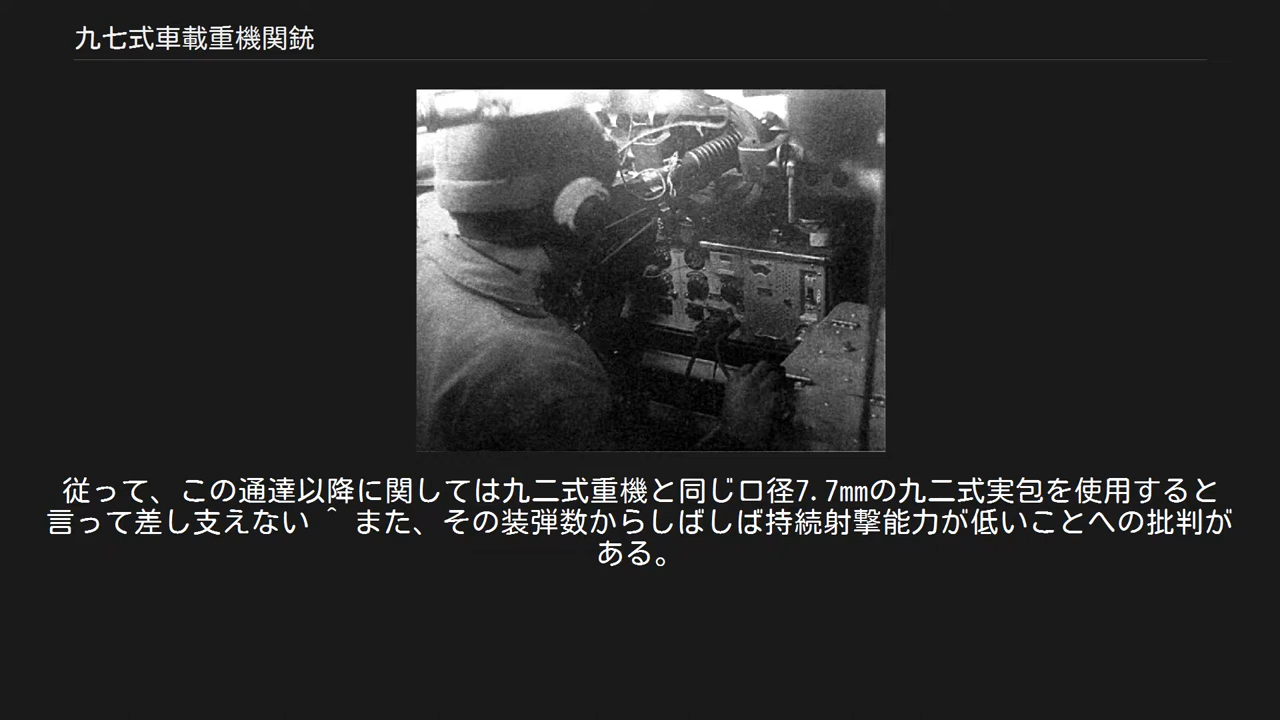 九七式車載重機関銃
従って、この通達以降に関しては九二式重機と同じ口径7.7㎜の九二式実包を使用すると
言って差し支えない ^ また、その装弾数からしばしば持続射撃能力が低いことへの批判が
ある。